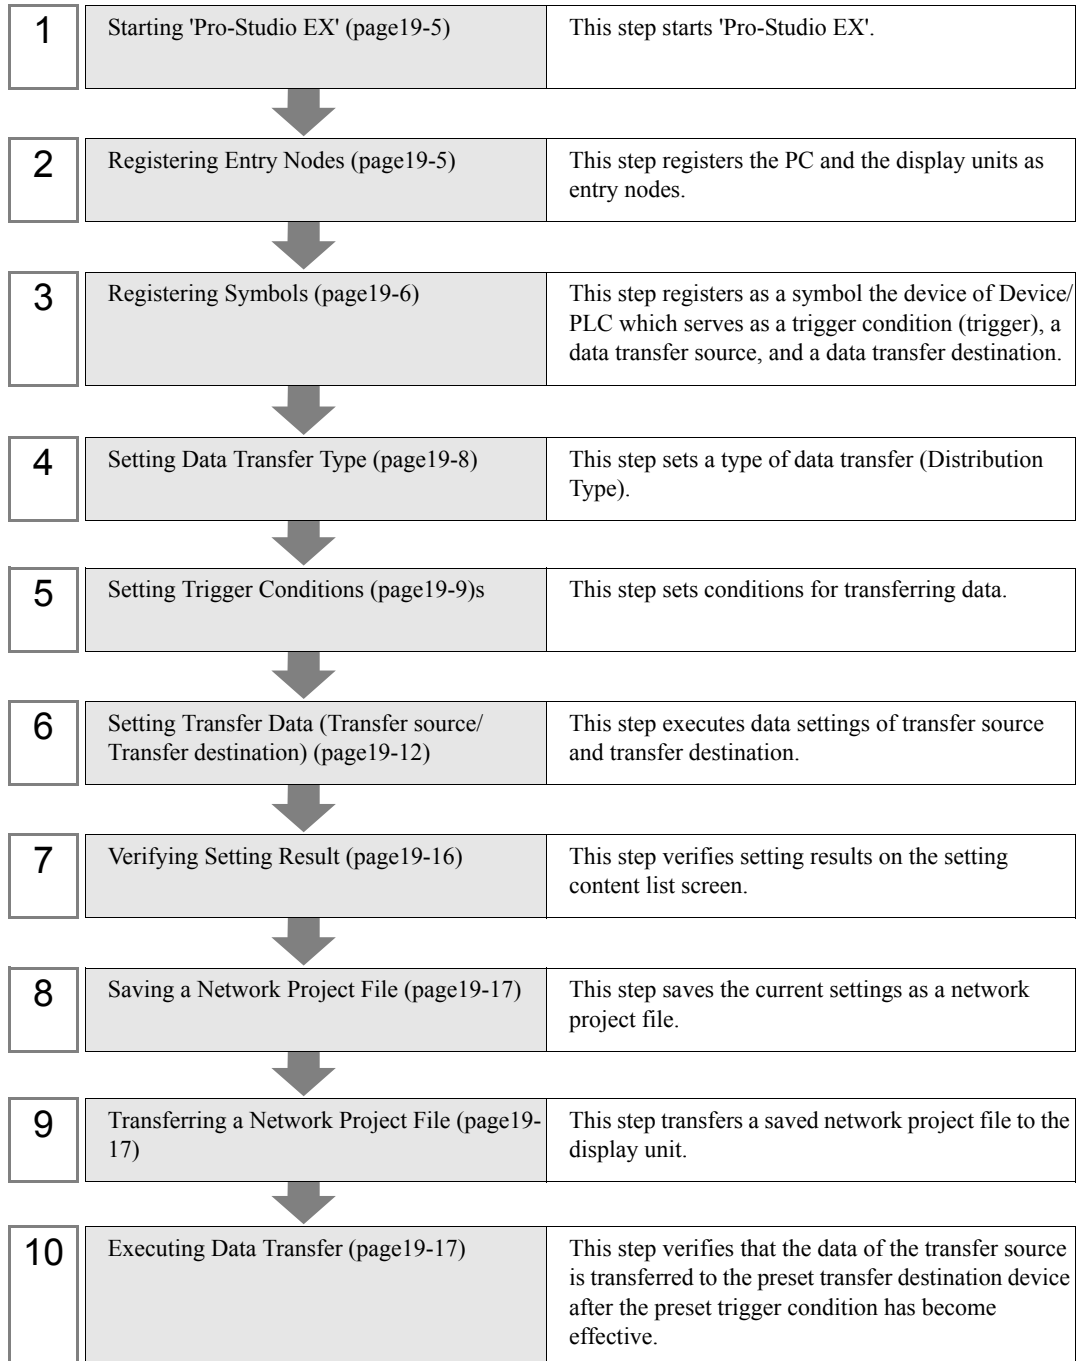 1
Starting 'Pro-Studio EX' (page19-5)
This step starts 'Pro-Studio EX'.
2
Registering Entry Nodes (page19-5)
This step registers the PC and the display units as
entry nodes.
3
Registering Symbols (page19-6)
This step registers as a symbol the device of Device/
PLC which serves as a trigger condition (trigger), a
data transfer source, and a data transfer destination.
4
Setting Data Transfer Type (page19-8)
This step sets a type of data transfer (Distribution
Type).
5
Setting Trigger Conditions (page19-9)s
This step sets conditions for transferring data.
6
Setting Transfer Data (Transfer source/
Transfer destination) (page19-12)
This step executes data settings of transfer source
and transfer destination.
7
Verifying Setting Result (page19-16)
This step verifies setting results on the setting
content list screen.
8
Saving a Network Project File (page19-17)
This step saves the current settings as a network
project file.
9
Transferring a Network Project File (page19-
17)
This step transfers a saved network project file to the
display unit.
10
Executing Data Transfer (page19-17)
This step verifies that the data of the transfer source
is transferred to the preset transfer destination device
after the preset trigger condition has become
effective.